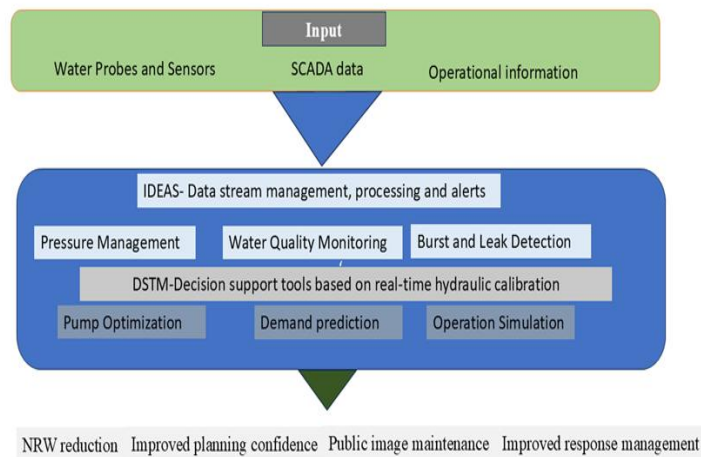 Input
Water Probes and Sensors SCADA data Operational information
IDEAS- Data stream management, processing and alerts
Pressure Management Water Quality Monitoring Burst and Leak Detection
DSTM-Decision support tools based on real-time hydraulic calibration
Pump Optimization Demand prediction Operation Simulation
NRW reduction Improved planning confidence Public image maintenance Improved response management